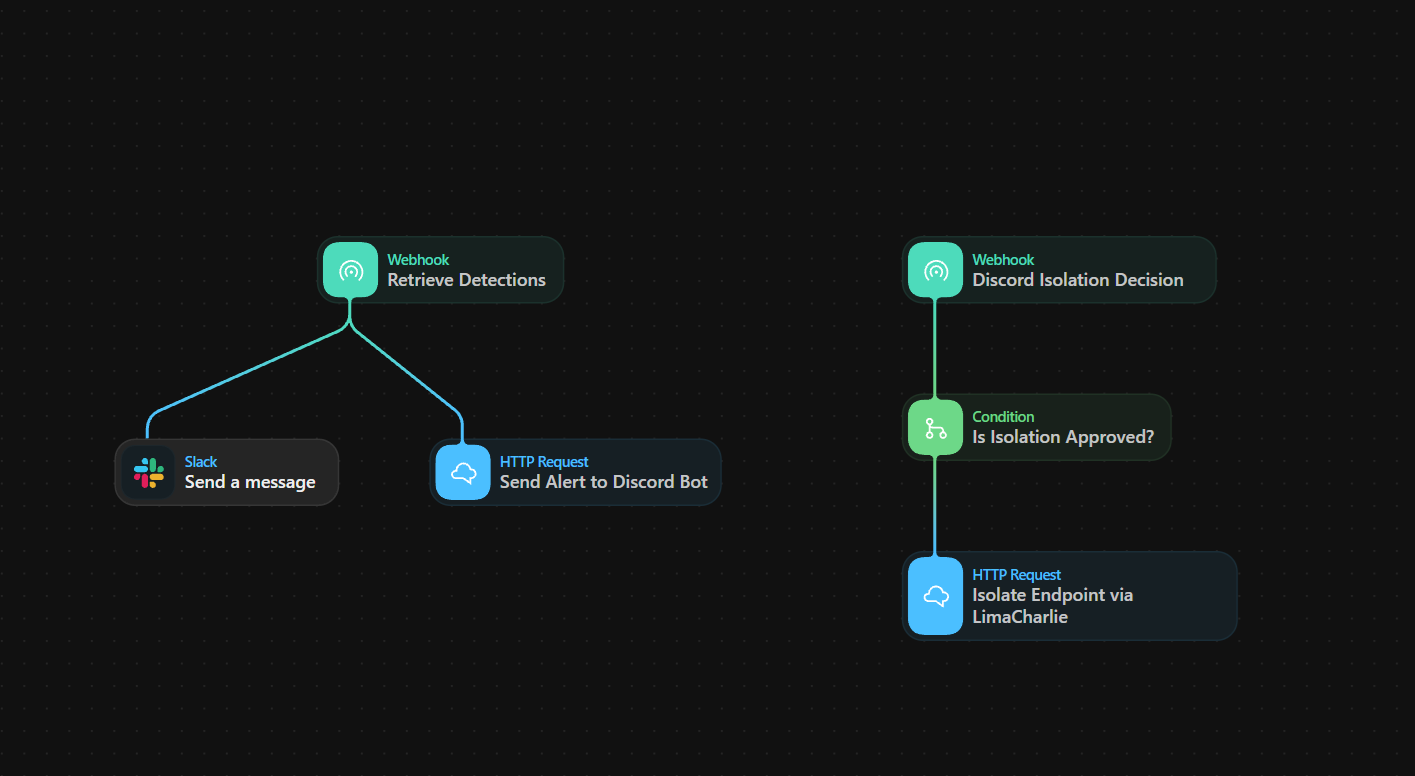 Webhook
Retrieve Detections
Webhook
Discord Isolation Decision
Condition
Is Isolation Approved?
Slack
Send a message
HTTP Request
Send Alert to Discord Bot
HTTP Request
Isolate Endpoint via
LimaCharlie